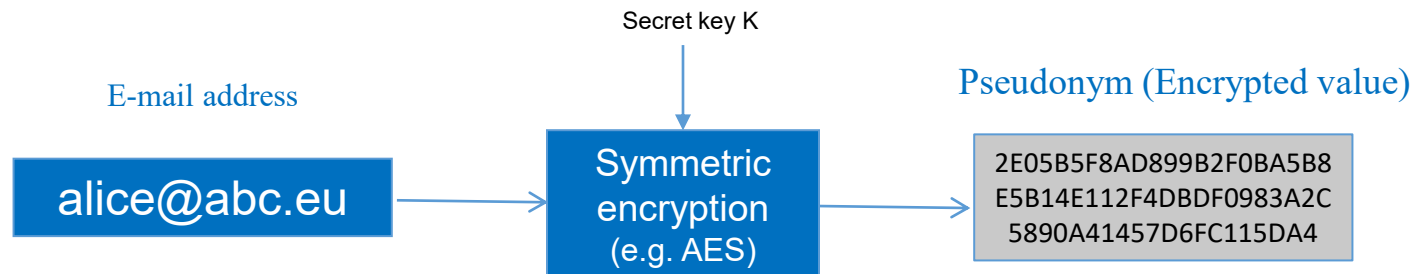 Secret key K
E-mail address
Pseudonym (Encrypted value)
alice@abc.eu
Symmetric
encryption
(e.g. AES)
2E05B5F8AD899B2F0BA5B8
E5B14E112F4DBDF0983A2C
5890A41457D6FC115DA4